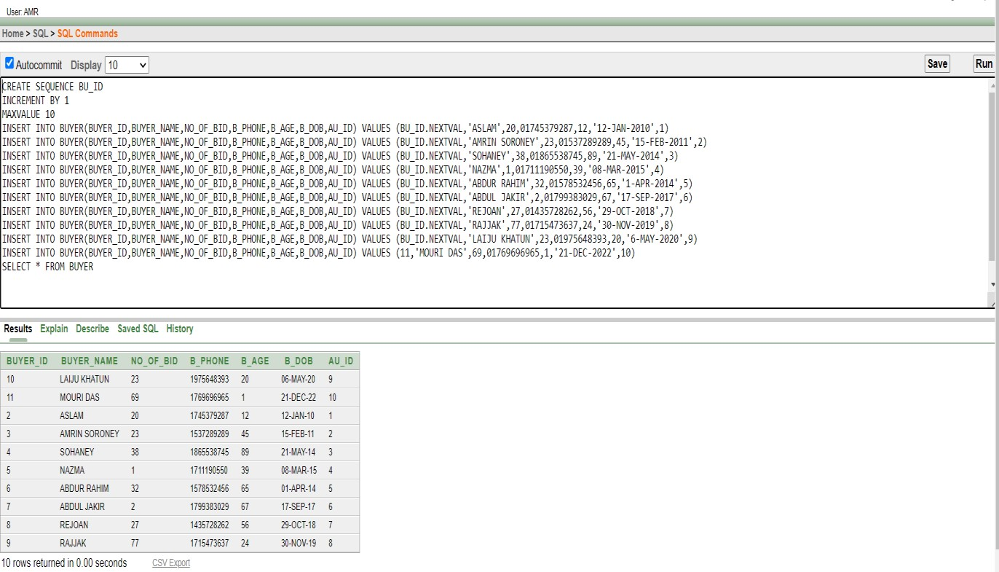 User: AMR
Home > SQL > SQL Commands
Autocommit Display 10 Save Run
CREATE SEQUENCE BU_ID
INCREMENT BY 1
MAXVALUE 10
INSERT INTO BUYER(BUYER_ID,BUYER_NAME,NO_OF_BID,B_PHONE,B_AGE,B_DOB,AU_ID) VALUES (BU_ID.NEXTVAL,'ASLAM',20,01745379287,12,'12-JAN-2010',1)
INSERT INTO BUYER(BUYER_ID,BUYER_NAME,NO_OF_BID,B_PHONE,B_AGE,B_DOB,AU_ID) VALUES (BU_ID.NEXTVAL,'AMRIN SORONEY',23,01537289289,45,'15-FEB-2011',2)
INSERT INTO BUYER(BUYER_ID,BUYER_NAME,NO_OF_BID,B_PHONE,B_AGE,B_DOB,AU_ID) VALUES (BU_ID.NEXTVAL,'SOHANEY',38,01865538745,89,'21-MAY-2014',3)
INSERT INTO BUYER(BUYER_ID,BUYER_NAME,NO_OF_BID,B_PHONE,B_AGE,B_DOB,AU_ID) VALUES (BU_ID.NEXTVAL,'NAZMA',1,01711190550,39,'08-MAR-2015',4)
INSERT INTO BUYER(BUYER_ID,BUYER_NAME,NO_OF_BID,B_PHONE,B_AGE,B_DOB,AU_ID) VALUES (BU_ID.NEXTVAL,'ABDUR RAHIM',32,01578532456,65,'1-APR-2014',5)
INSERT INTO BUYER(BUYER_ID,BUYER_NAME,NO_OF_BID,B_PHONE,B_AGE,B_DOB,AU_ID) VALUES (BU_ID.NEXTVAL,'ABDUL JAKIR',2,01799383029,67,'17-SEP-2017',6)
INSERT INTO BUYER(BUYER_ID,BUYER_NAME,NO_OF_BID,B_PHONE,B_AGE,B_DOB,AU_ID) VALUES (BU_ID.NEXTVAL,'REJOAN',27,01435728262,56,'29-OCT-2018',7)
INSERT INTO BUYER(BUYER_ID,BUYER_NAME,NO_OF_BID,B_PHONE,B_AGE,B_DOB,AU_ID) VALUES (BU_ID.NEXTVAL,'RAJJAK',77,01715473637,24,'30-NOV-2019',8)
INSERT INTO BUYER(BUYER_ID,BUYER_NAME,NO_OF_BID,B_PHONE,B_AGE,B_DOB,AU_ID) VALUES (BU_ID.NEXTVAL,'LAIJU KHATUN',23,01975648393,20,'6-MAY-2020',9)
INSERT INTO BUYER(BUYER_ID,BUYER_NAME,NO_OF_BID,B_PHONE,B_AGE,B_DOB,AU_ID) VALUES (11,'MOURI DAS',69,01769696965,1,'21-DEC-2022',10)
SELECT * FROM BUYER
Results Explain Describe Saved SQL History
BUYER_ID BUYER_NAME NO_OF_BID B_PHONE B_AGE B_DOB AU_ID
10 LAIJU KHATUN 23 1975648393 20 06-MAY-20 9
11 MOURI DAS 69 1769696965 1 21-DEC-22 10
2 ASLAM 20 1745379287 12 12-JAN-10 1
3 AMRIN SORONEY 23 1537289289 45 15-FEB-11 2
4 SOHANEY 38 1865538745 89 21-MAY-14 3
5 NAZMA 1 1711190550 39 08-MAR-15 4
6 ABDUR RAHIM 32 1578532456 65 01-APR-14 5
7 ABDUL JAKIR 2 1799383029 67 17-SEP-17 6
8 REJOAN 27 1435728262 56 29-OCT-18 7
9 RAJJAK 77 1715473637 24 30-NOV-19 8
10 rows returned in 0.00 seconds CSV Export